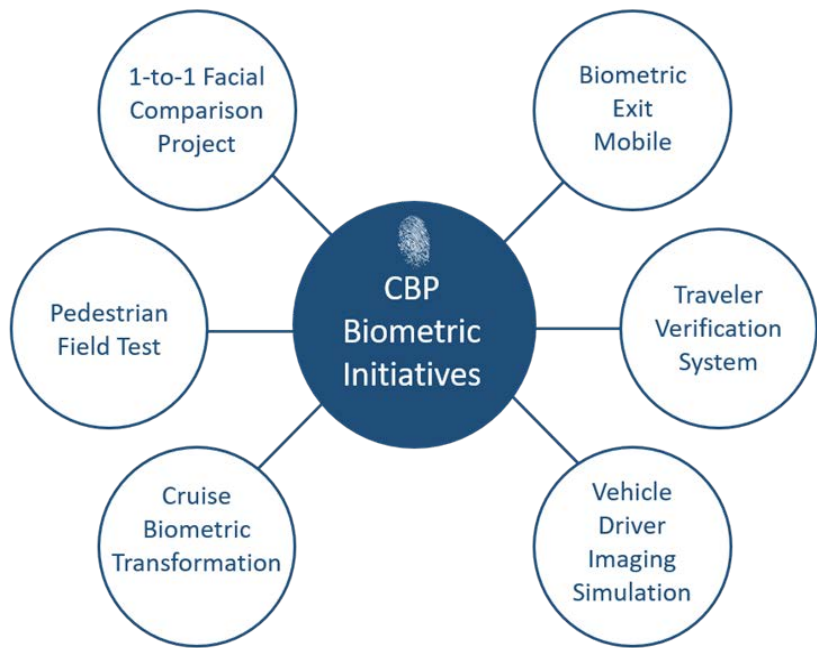 1-to-1 Facial
Comparison
Project
Biometric
Exit
Mobile
CBP
Biometric
Initiatives
Pedestrian
Field Test
Traveler
Verification
System
Cruise
Biometric
Transformation
Vehicle
Driver
Imaging
Simulation